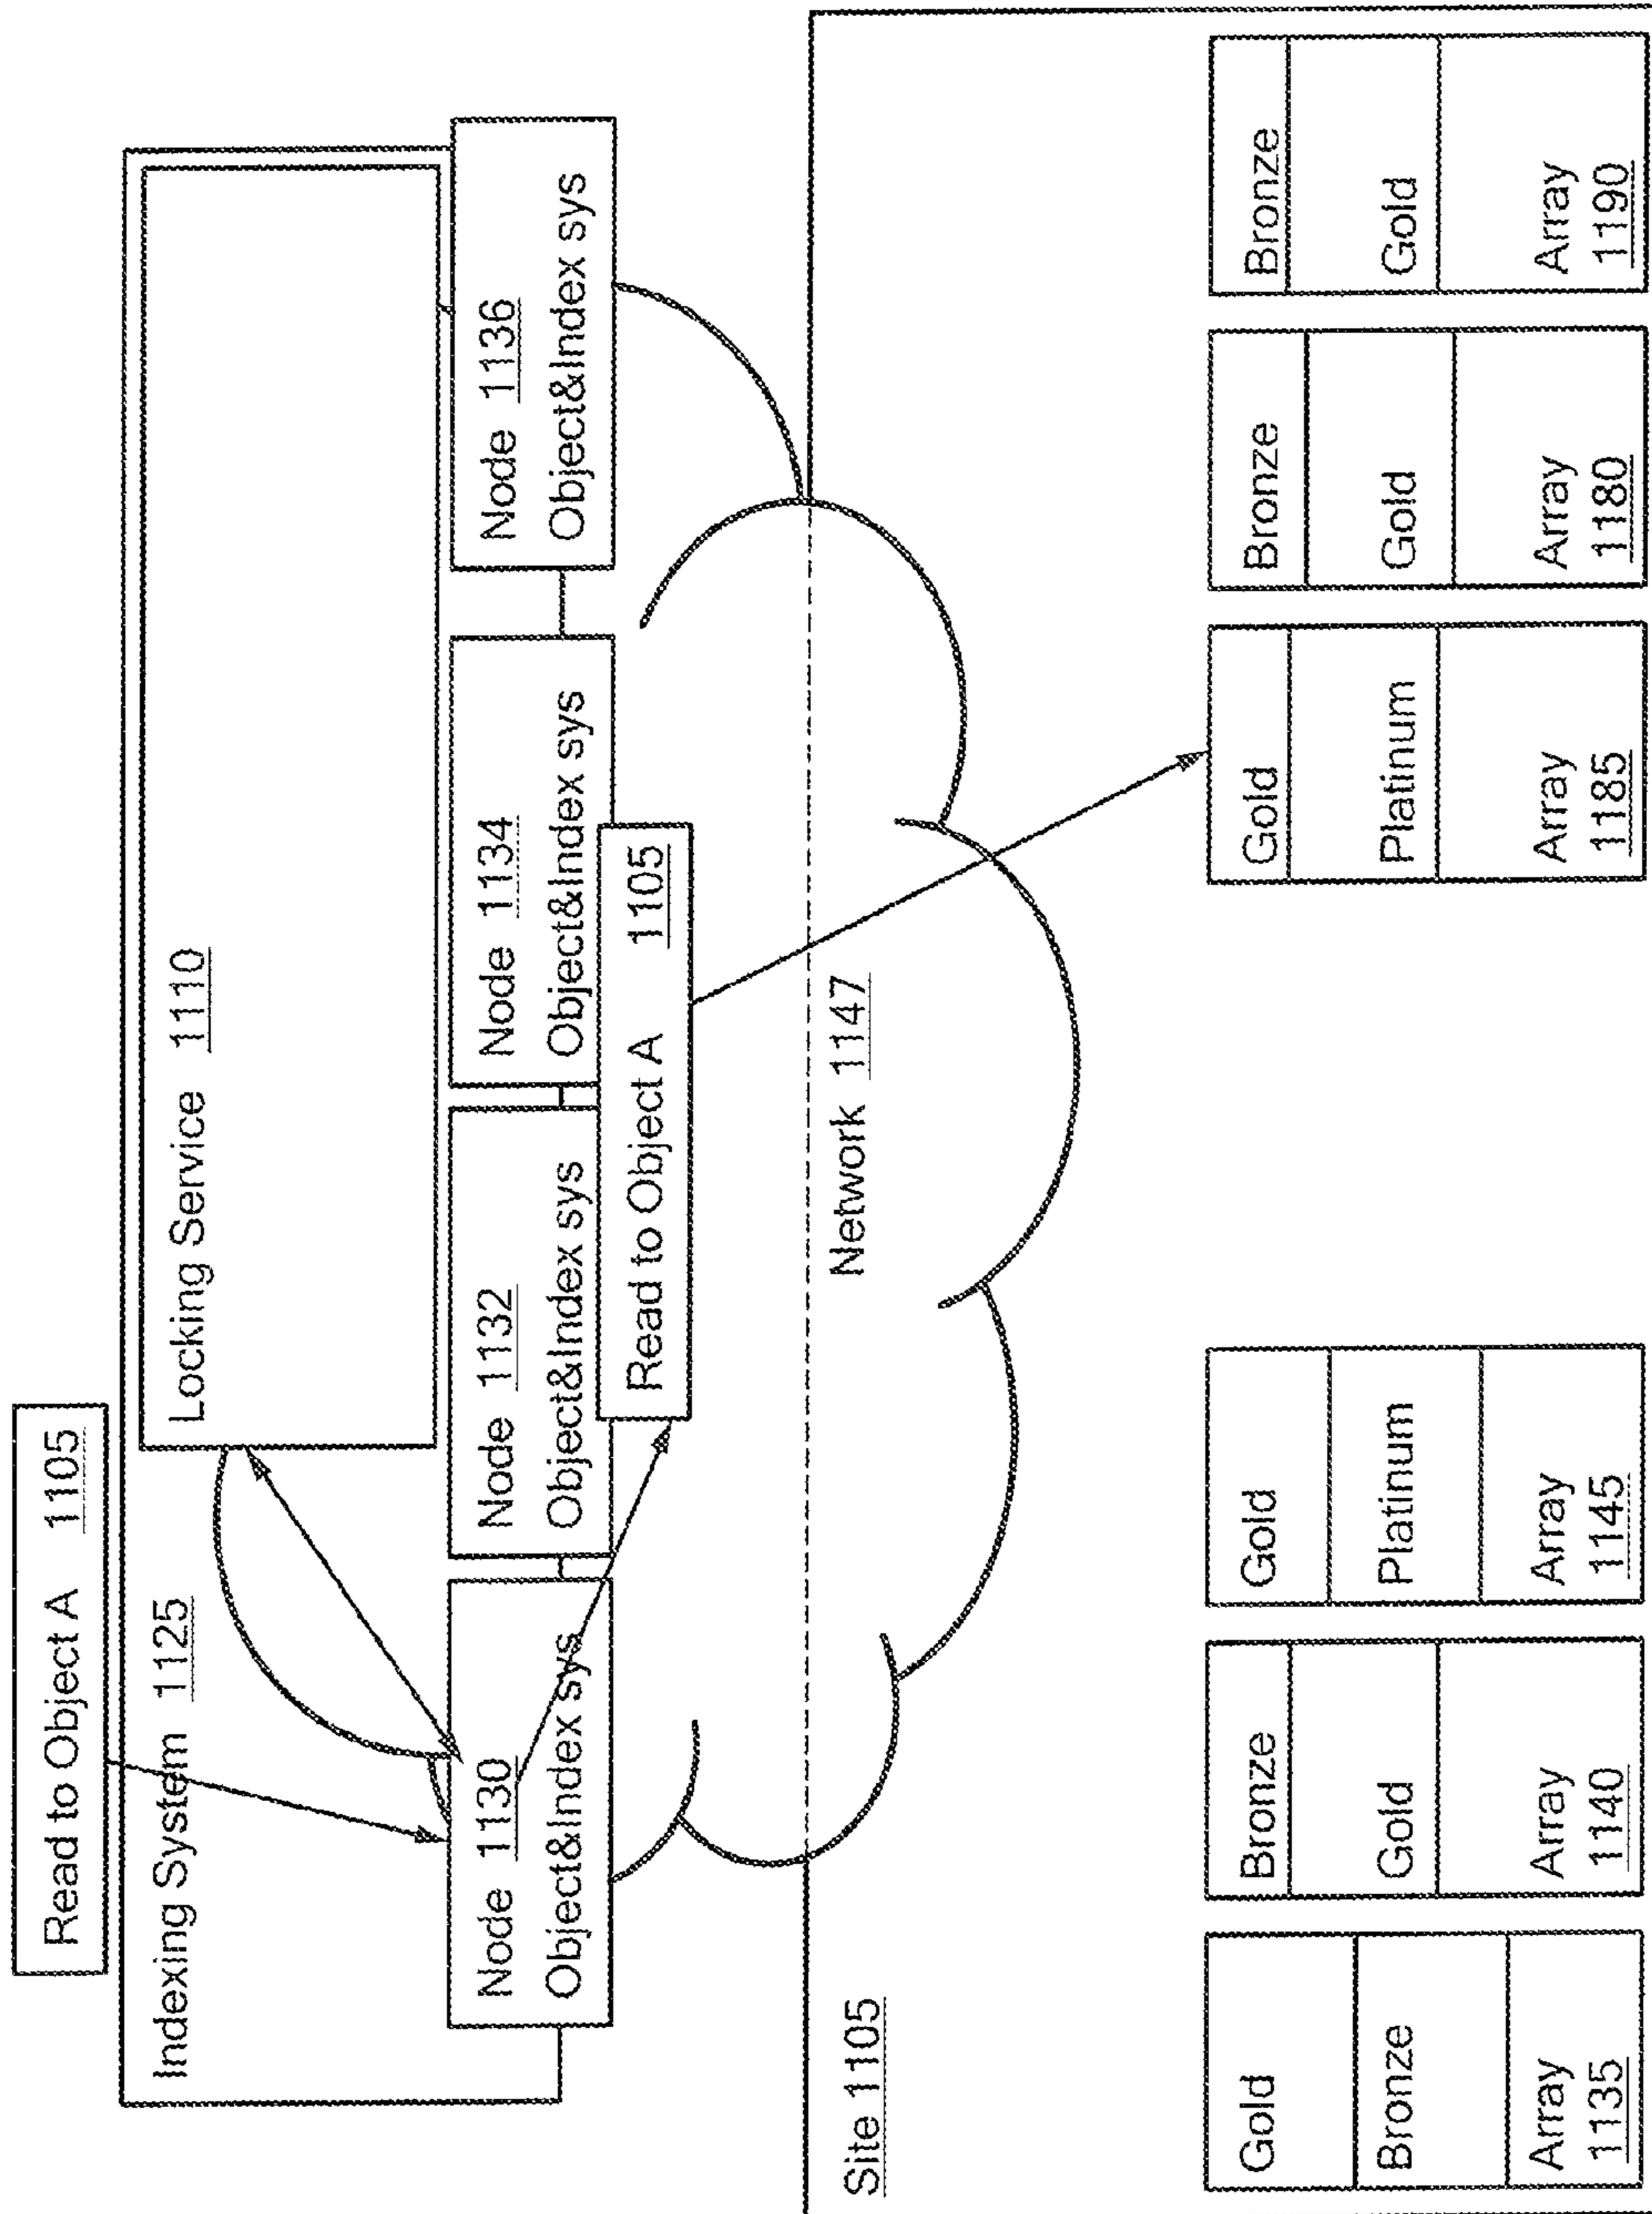 Read to Object A 1105
Indexing System 1125
Locking Service 1110
Node 1130
Object&Index sys
Node 1132
Object&Index sys
Node 1134
Object&Index sys
Node 1136
Object&Index sys
Read to Object A 1105
Network 1147
Site 1105
Gold
Bronze
Array
1135
Bronze
Gold
Array
1140
Gold
Platinum
Array
1145
Gold
Platinum
Array
1185
Bronze
Gold
Array
1180
Bronze
Gold
Array
1190